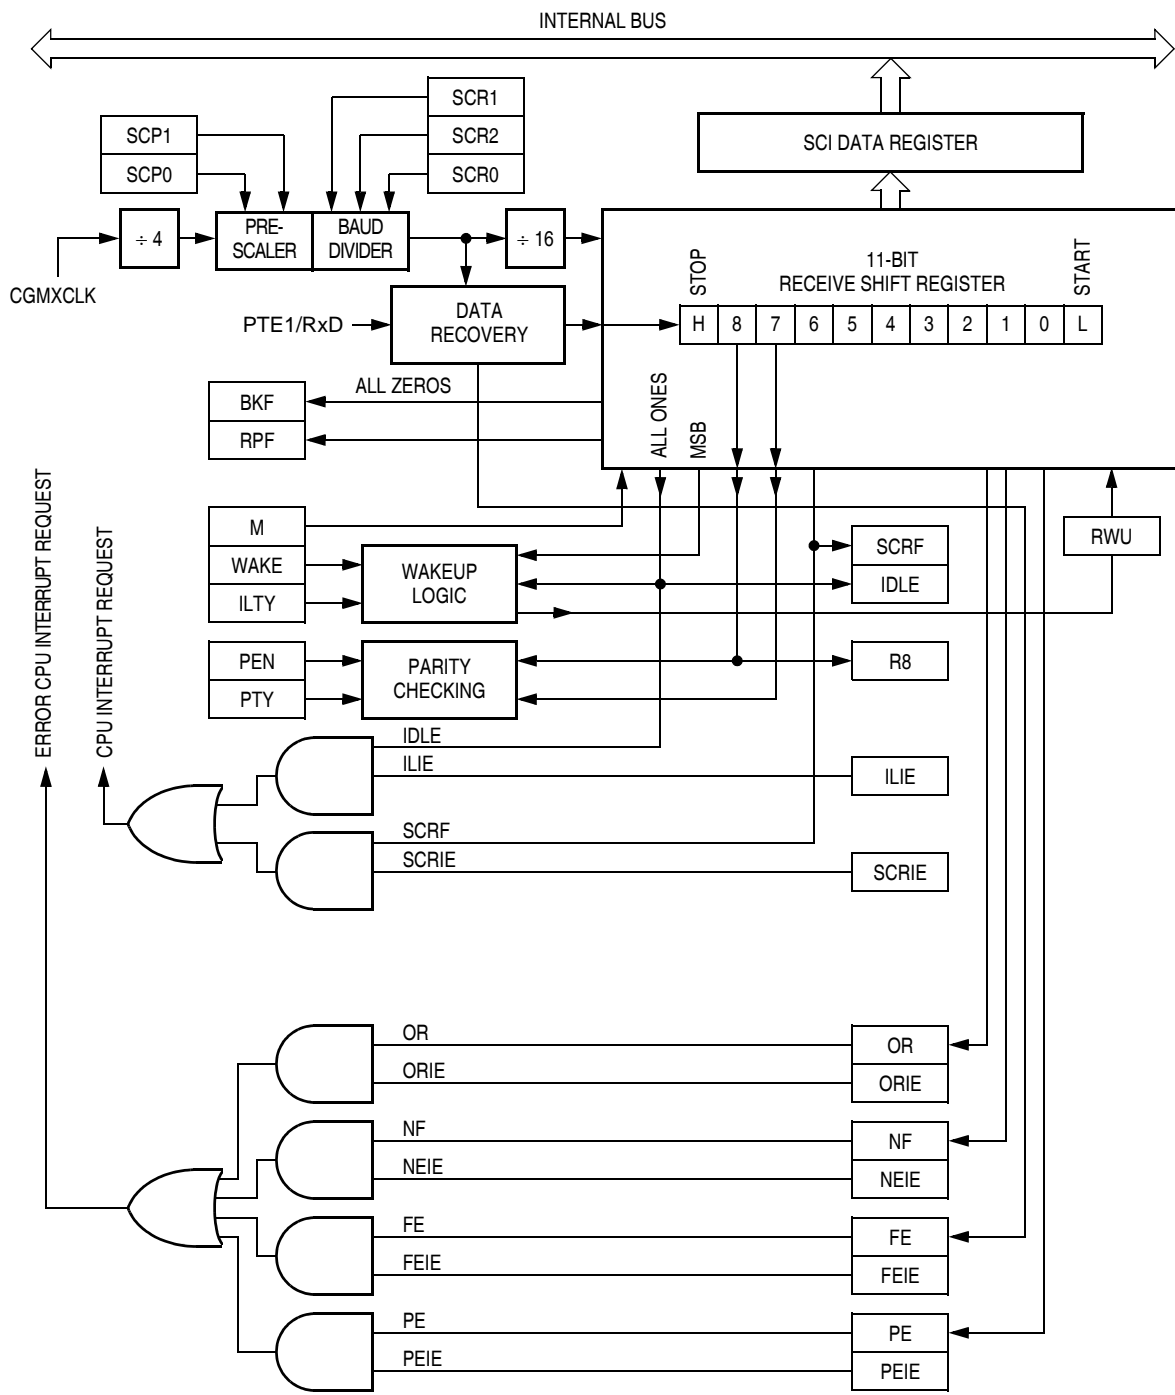 INTERNAL BUS
SCR1
SCP1
SCR2
SCI DATA REGISTER
SCP0
SCR0
÷ 4
PRE-
SCALER
BAUD
DIVIDER
÷ 16
CGMXCLK
STOP
11-BIT
RECEIVE SHIFT REGISTER
START
PTE1/RxD
DATA
RECOVERY
H 8 7 6 5 4 3 2 1 0 L
ALL ZEROS
BKF
RPF
ALL ONES
MSB
M
WAKE
ILTY
WAKEUP
LOGIC
SCRF
IDLE
RWU
PEN
PTY
PARITY
CHECKING
R8
ERROR CPU INTERRUPT REQUEST
CPU INTERRUPT REQUEST
IDLE
ILIE
ILIE
SCRF
SCRIE
SCRIE
OR
OR
ORIE
ORIE
NF
NF
NEIE
NEIE
FE
FE
FEIE
FEIE
PE
PE
PEIE
PEIE